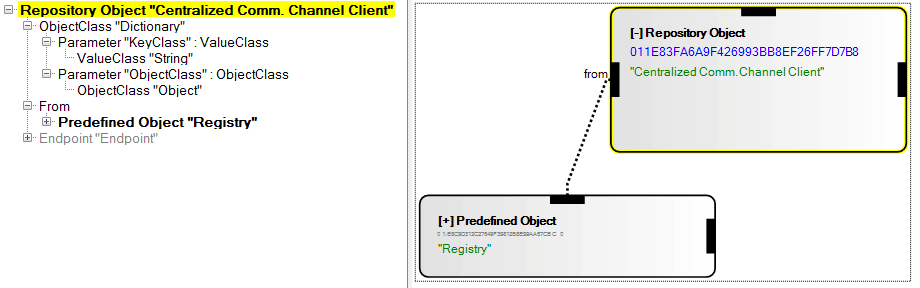 Repository Object "Centralized Comm. Channel Client"
ObjectClass "Dictionary"
Parameter "KeyClass" : ValueClass
ValueClass "String"
Parameter "ObjectClass" : ObjectClass
ObjectClass "Object"
From
Predefined Object "Registry"
Endpoint "Endpoint"
[-] Repository Object
011E83FA6A9F426993BB8EF26FF7D7B8
"Centralized Comm. Channel Client"
from
[+] Predefined Object
"Registry"